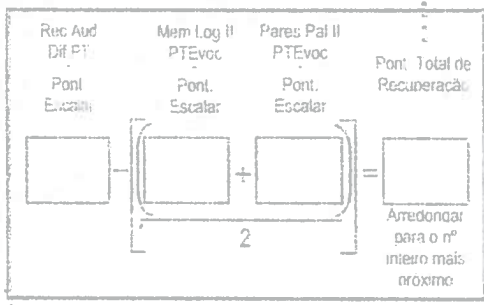 Rec Aud
Dif PT
-
Pont
Escalar
Mem Log II
PTEvoc
-
Pont.
Escalar
Pares Pal II
PTEvoc
-
Pont.
Escalar
Pont. Total de
Recuperação
- + =
2
Arredondar
para o nº
inteiro mais
próximo